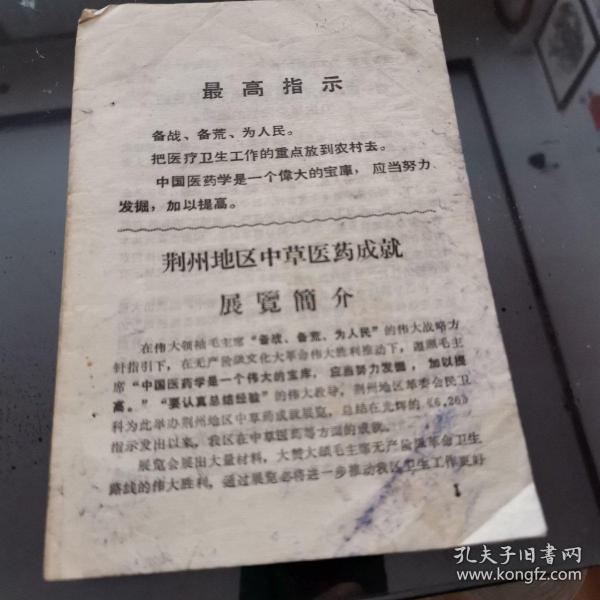 最高指示
备战、备荒、为人民。
把医疗卫生工作的重点放到农村去。
中国医药学是一个偉大的宝庫，应当努力
发掘，加以提高。
荆州地区中草医药成就
展覽簡介
在伟大领袖毛主席“备战、备荒、为人民”的伟大战略方
针指引下，在无产阶级文化大革命伟大胜利推动下，遵照毛主
席“中国医药学是一个偉大的宝库，应当努力发掘，加以提
高。”“要认真总结经验”的伟大教导，荆州地区革委会民卫
科为此举办荆州地区中草药成就展览，总结在光辉的《6.26》
指示发出以来，我区在中草医药等方面的成就。
展览会展出大量材料，大赞大颂毛主席无产阶级革命卫生
路线的伟大胜利，通过展览必将进一步推动我区卫生工作更好
1
孔夫子旧书网
www.kongfz.com